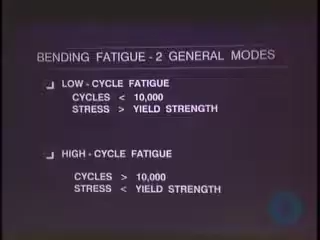 BENDING FATIGUE - 2 GENERAL MODES
LOW - CYCLE FATIGUE
CYCLES < 10,000
STRESS > YIELD STRENGTH
HIGH - CYCLE FATIGUE
CYCLES > 10,000
STRESS < YIELD STRENGTH